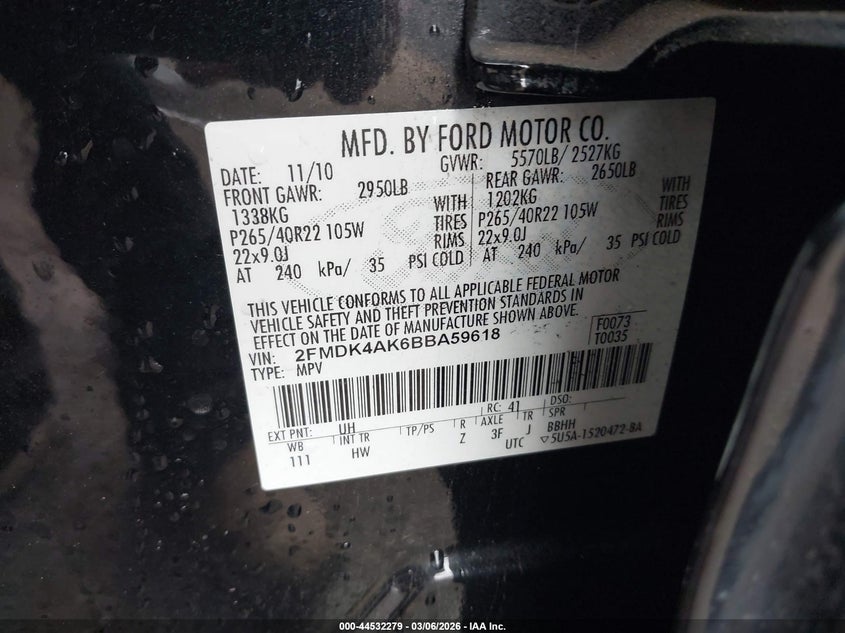 MFD. BY FORD MOTOR CO.
DATE: 11/10 GVWR: 5570LB/ 2527KG
FRONT GAWR: 2950LB REAR GAWR: 2650LB
1338KG WITH 1202KG WITH
P265/40R22 105W TIRES P265/40R22 105W TIRES
22x9.0J RIMS 22x9.0J RIMS
AT 240 kPa/ 35 PSI COLD AT 240 kPa/ 35 PSI COLD
THIS VEHICLE CONFORMS TO ALL APPLICABLE FEDERAL MOTOR
VEHICLE SAFETY AND THEFT PREVENTION STANDARDS IN
EFFECT ON THE DATE OF MANUFACTURE SHOWN ABOVE.
VIN: 2FMDK4AK6BBA59618 F0073
TYPE: MPV T0035
EXT PNT: UH RC: 41 DSO:
WB INT TR TP/PS R AXLE TR SPR
111 HW Z 3F J BBHH
UTC ▽5U5A-1520472-BA
000-44532279 - 03/06/2026 - IAA Inc.